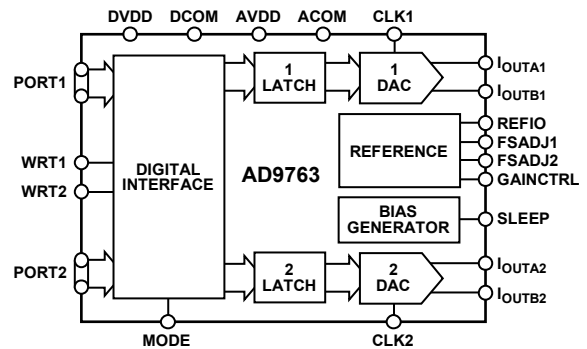 DVDD DCOM AVDD ACOM CLK1
PORT1
1
LATCH
1
DAC
IOUTA1
IOUTB1
REFIO
FSADJ1
FSADJ2
GAINCTRL
REFERENCE
WRT1
WRT2
DIGITAL
INTERFACE
AD9763
BIAS
GENERATOR
SLEEP
PORT2
2
LATCH
2
DAC
IOUTA2
IOUTB2
MODE
CLK2